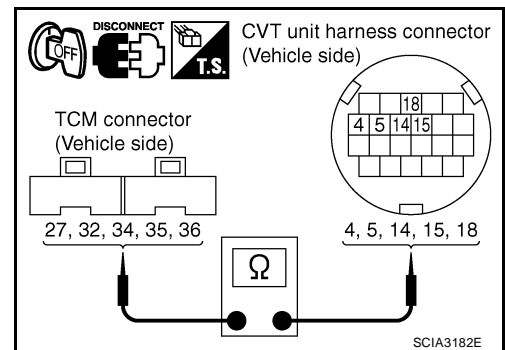 OFF
DISCONNECT
T.S.
CVT unit harness connector
(Vehicle side)
TCM connector
(Vehicle side)
18
4 5 14 15
27, 32, 34, 35, 36
4, 5, 14, 15, 18
Ω
SCIA3182E